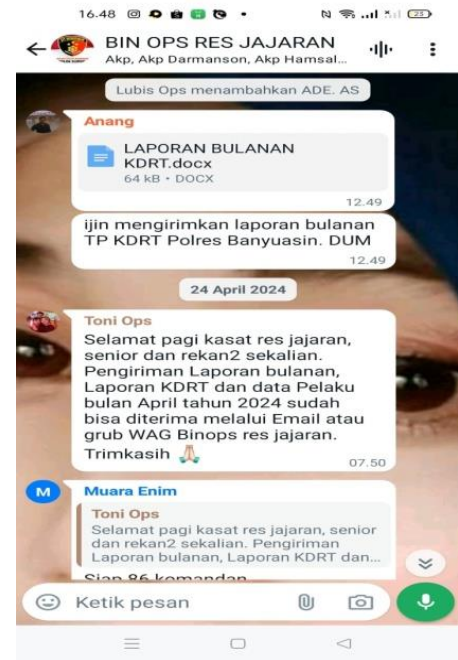 16.48
23
BIN OPS RES JAJARAN
Akp, Akp Darmanson, Akp Hamsal...
Lubis Ops menambahkan ADE. AS
Anang
LAPORAN BULANAN
KDRT.docx
64 kB • DOCX
12.49
ijin mengirimkan laporan bulanan
TP KDRT Polres Banyuasin. DUM
12.49
24 April 2024
Toni Ops
Selamat pagi kasat res jajaran,
senior dan rekan2 sekalian.
Pengiriman Laporan bulanan,
Laporan KDRT dan data Pelaku
bulan April tahun 2024 sudah
bisa diterima melalui Email atau
grub WAG Binops res jajaran.
Trimkasih 🙏🏻
07.50
M
Muara Enim
Toni Ops
Selamat pagi kasat res jajaran, senior
dan rekan2 sekalian. Pengiriman
Laporan bulanan, Laporan KDRT dan...
Siap 86 komandan
Ketik pesan